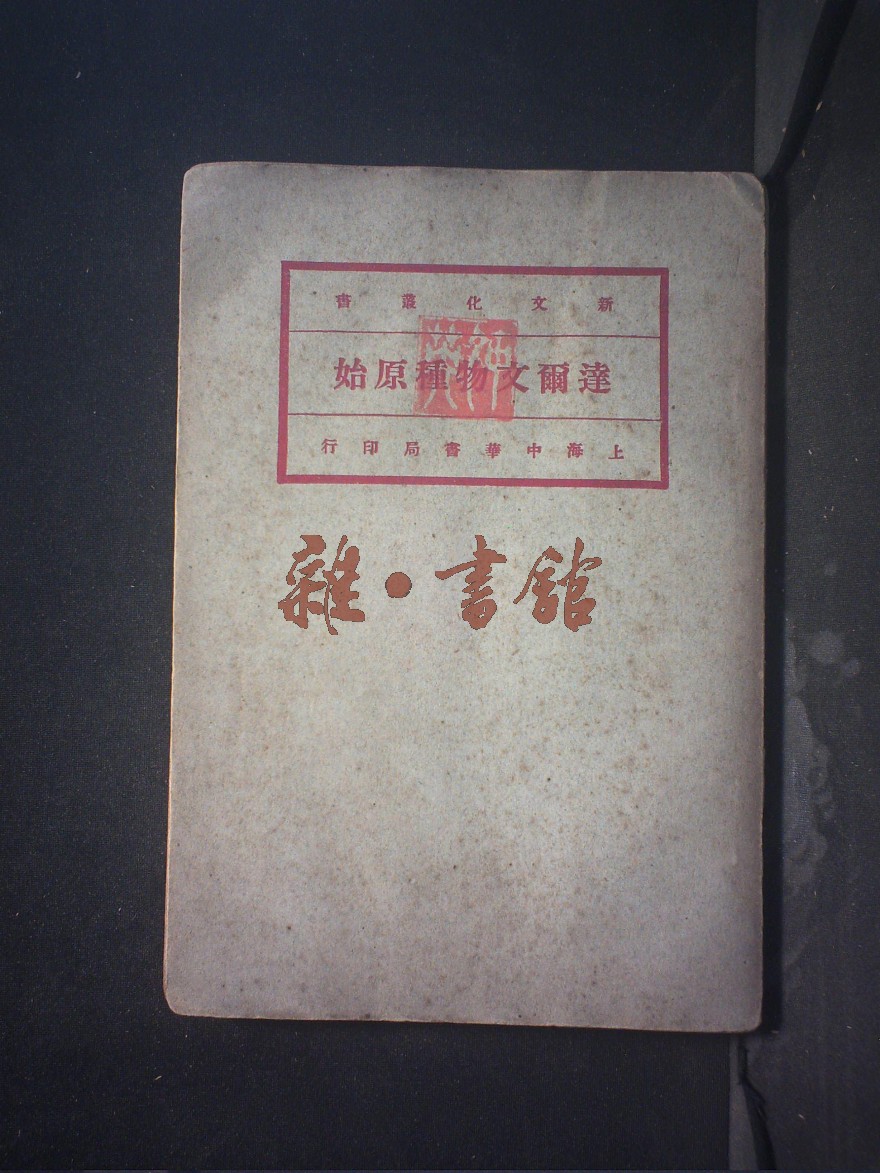 新文化叢書
達爾文物種原始
上海中華書局印行
雜·書館